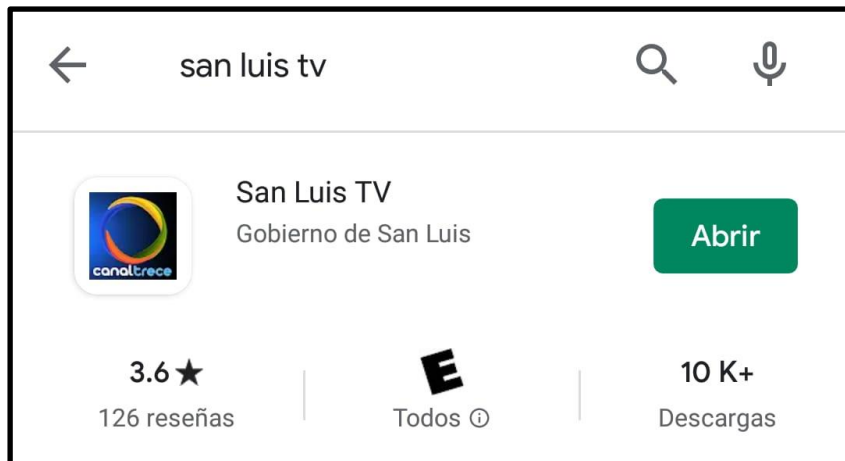 san luis tv
San Luis TV
Gobierno de San Luis
Abrir
canaltrece
3.6★
126 reseñas
E
Todos
10 K+
Descargas